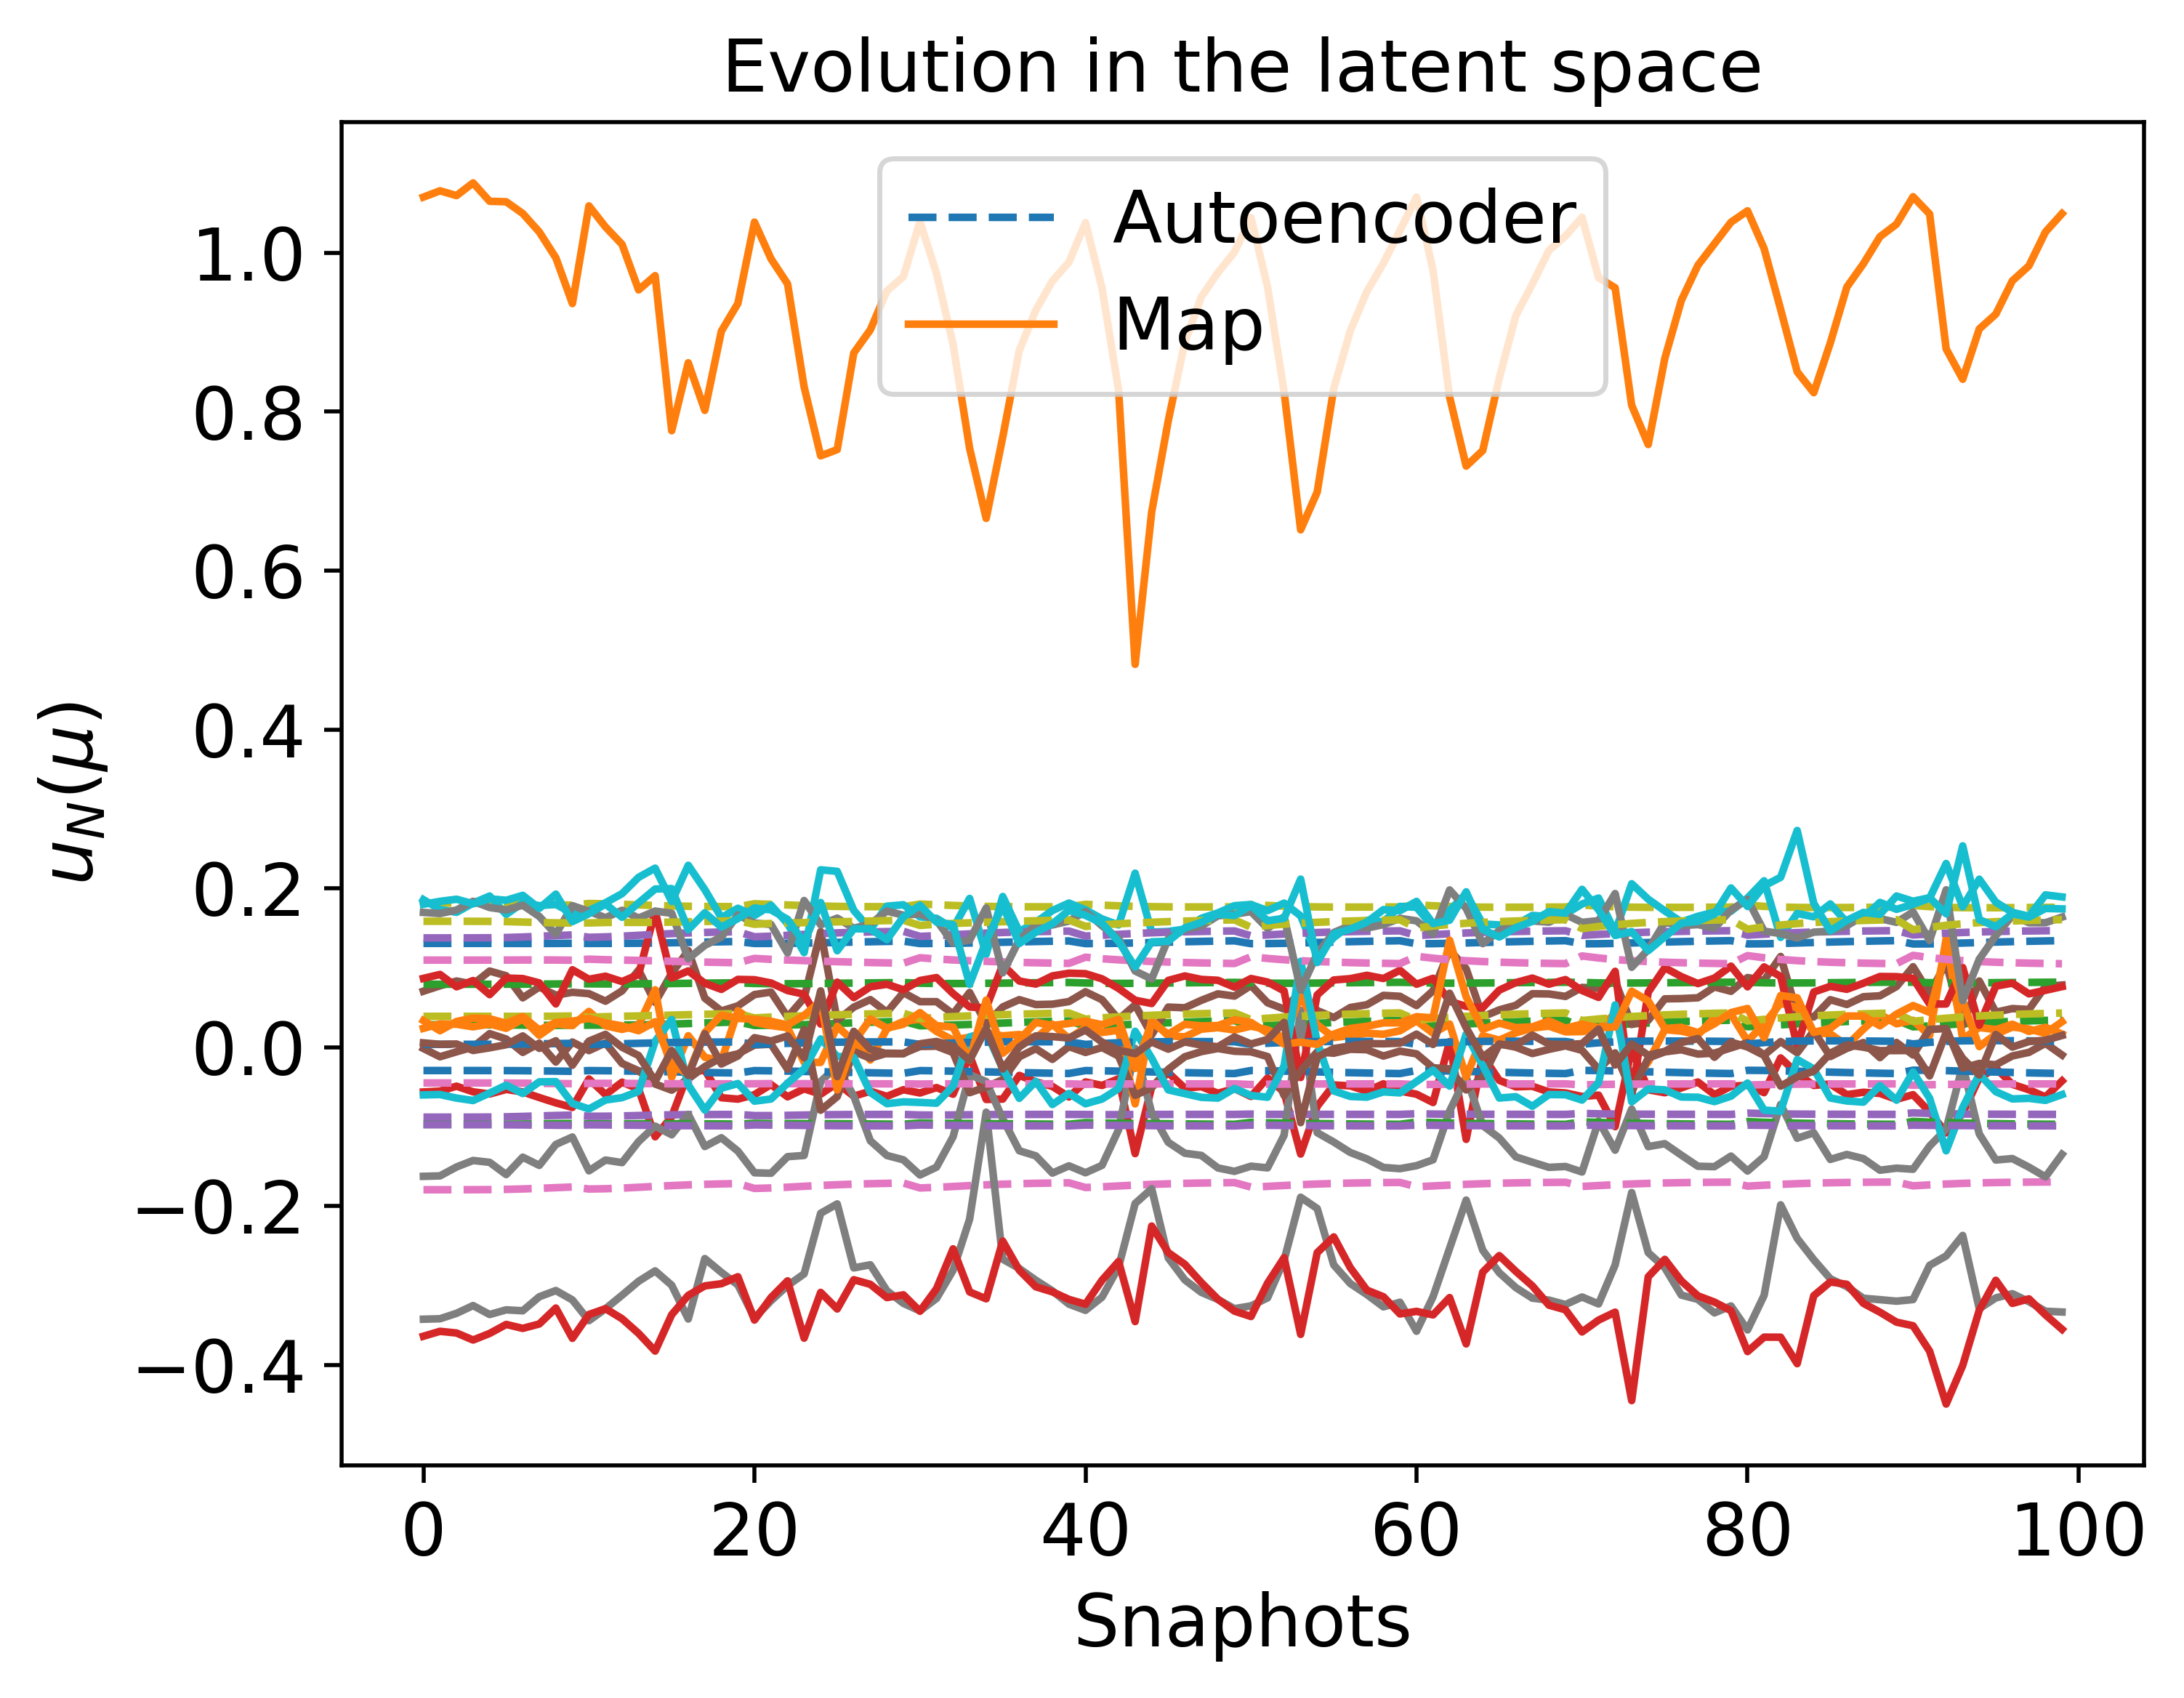 Evolution in the latent space
Autoencoder
Map
1.0
0.8
0.6
0.4
0.2
0.0
−0.2
−0.4
u_N(μ)
0 20 40 60 80 100
Snaphots